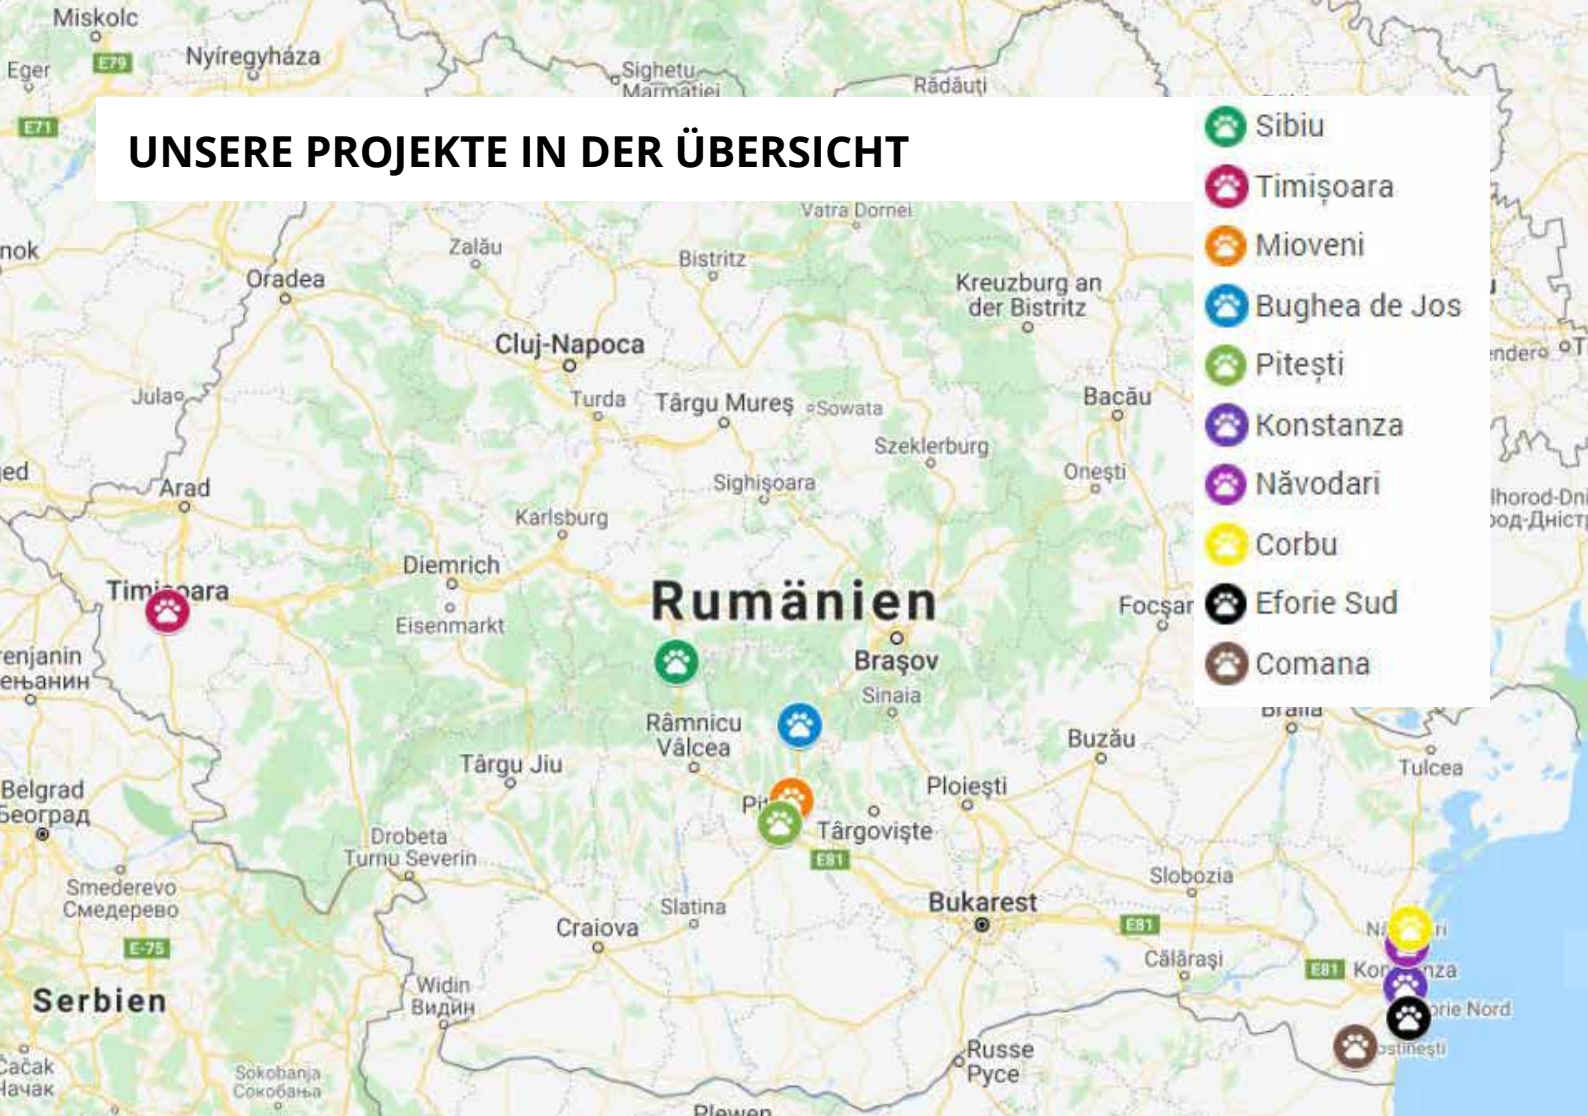 Miskolc
Nyíregyháza
E79
Eger
Sighetu
Marmației
Rădăuți
E71
UNSERE PROJEKTE IN DER ÜBERSICHT
Sibiu
Timișoara
Mioveni
Bughea de Jos
Pitești
Konstanza
Năvodari
Corbu
Eforie Sud
Comana
Vatra Dornei
Zalău
Bistritz
Oradea
Kreuzburg an
der Bistritz
Cluj-Napoca
Jula
Turda
Târgu Mureș
Sowata
Bacău
Szeklerburg
Onești
Sighișoara
Arad
Karlsburg
Diemrich
Rumänien
Eisenmarkt
Brașov
Sinaia
Râmnicu
Vâlcea
Buzău
Târgu Jiu
Tulcea
Belgrad
Београд
Ploiești
Târgoviște
E81
Drobeta
Turnu Severin
Smederevo
Смедерево
Slobozia
Slatina
Bukarest
Craiova
E81
E-75
Călărași
E81
Widin
Видин
Serbien
Russe
Русе
Čačak
Чачак
Sokobanja
Сокобања